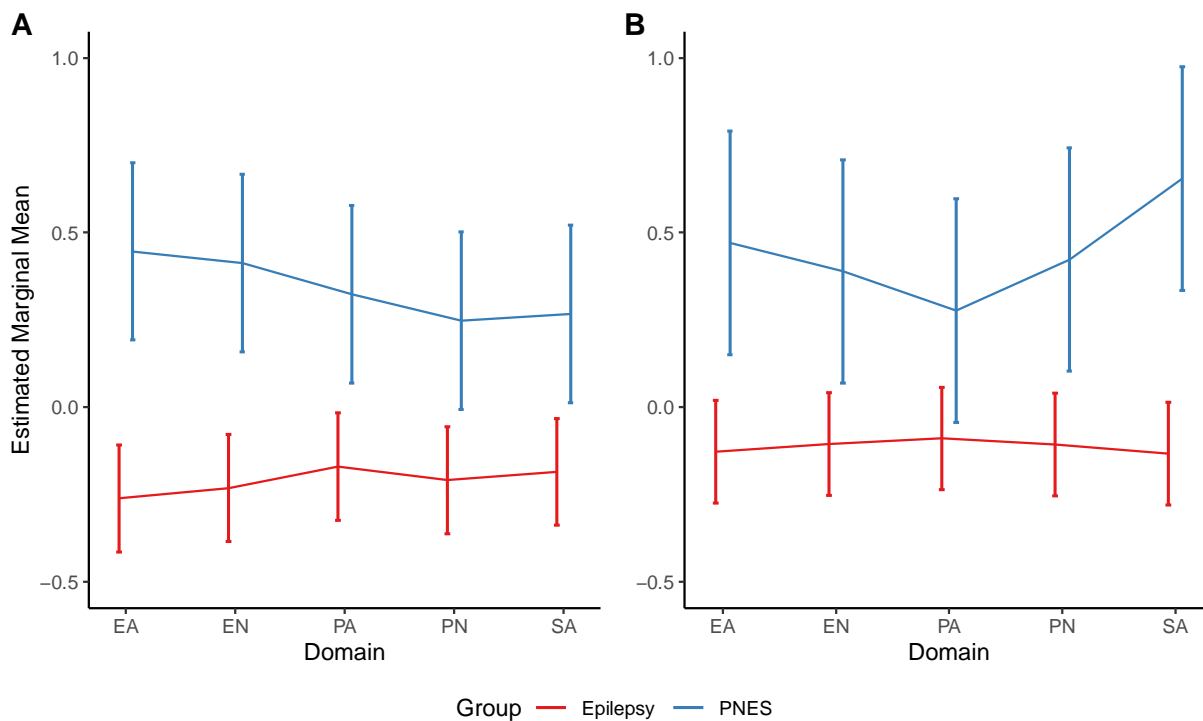 A
B
Estimated Marginal Mean
1.0
0.5
0.0
−0.5
EA EN PA PN SA
Domain
1.0
0.5
0.0
−0.5
EA EN PA PN SA
Domain
Group Epilepsy PNES